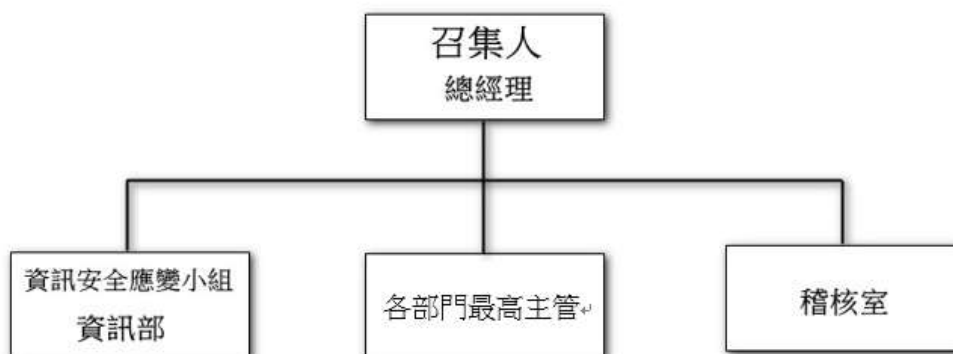 召集人
總經理
資訊安全應變小組
資訊部
各部門最高主管
稽核室